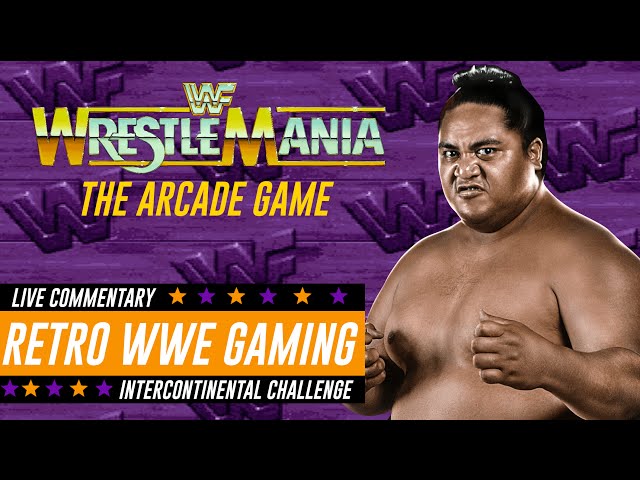 WF
WRESTLEMANIA
THE ARCADE GAME
LIVE COMMENTARY
RETRO WWE GAMING
INTERCONTINENTAL CHALLENGE